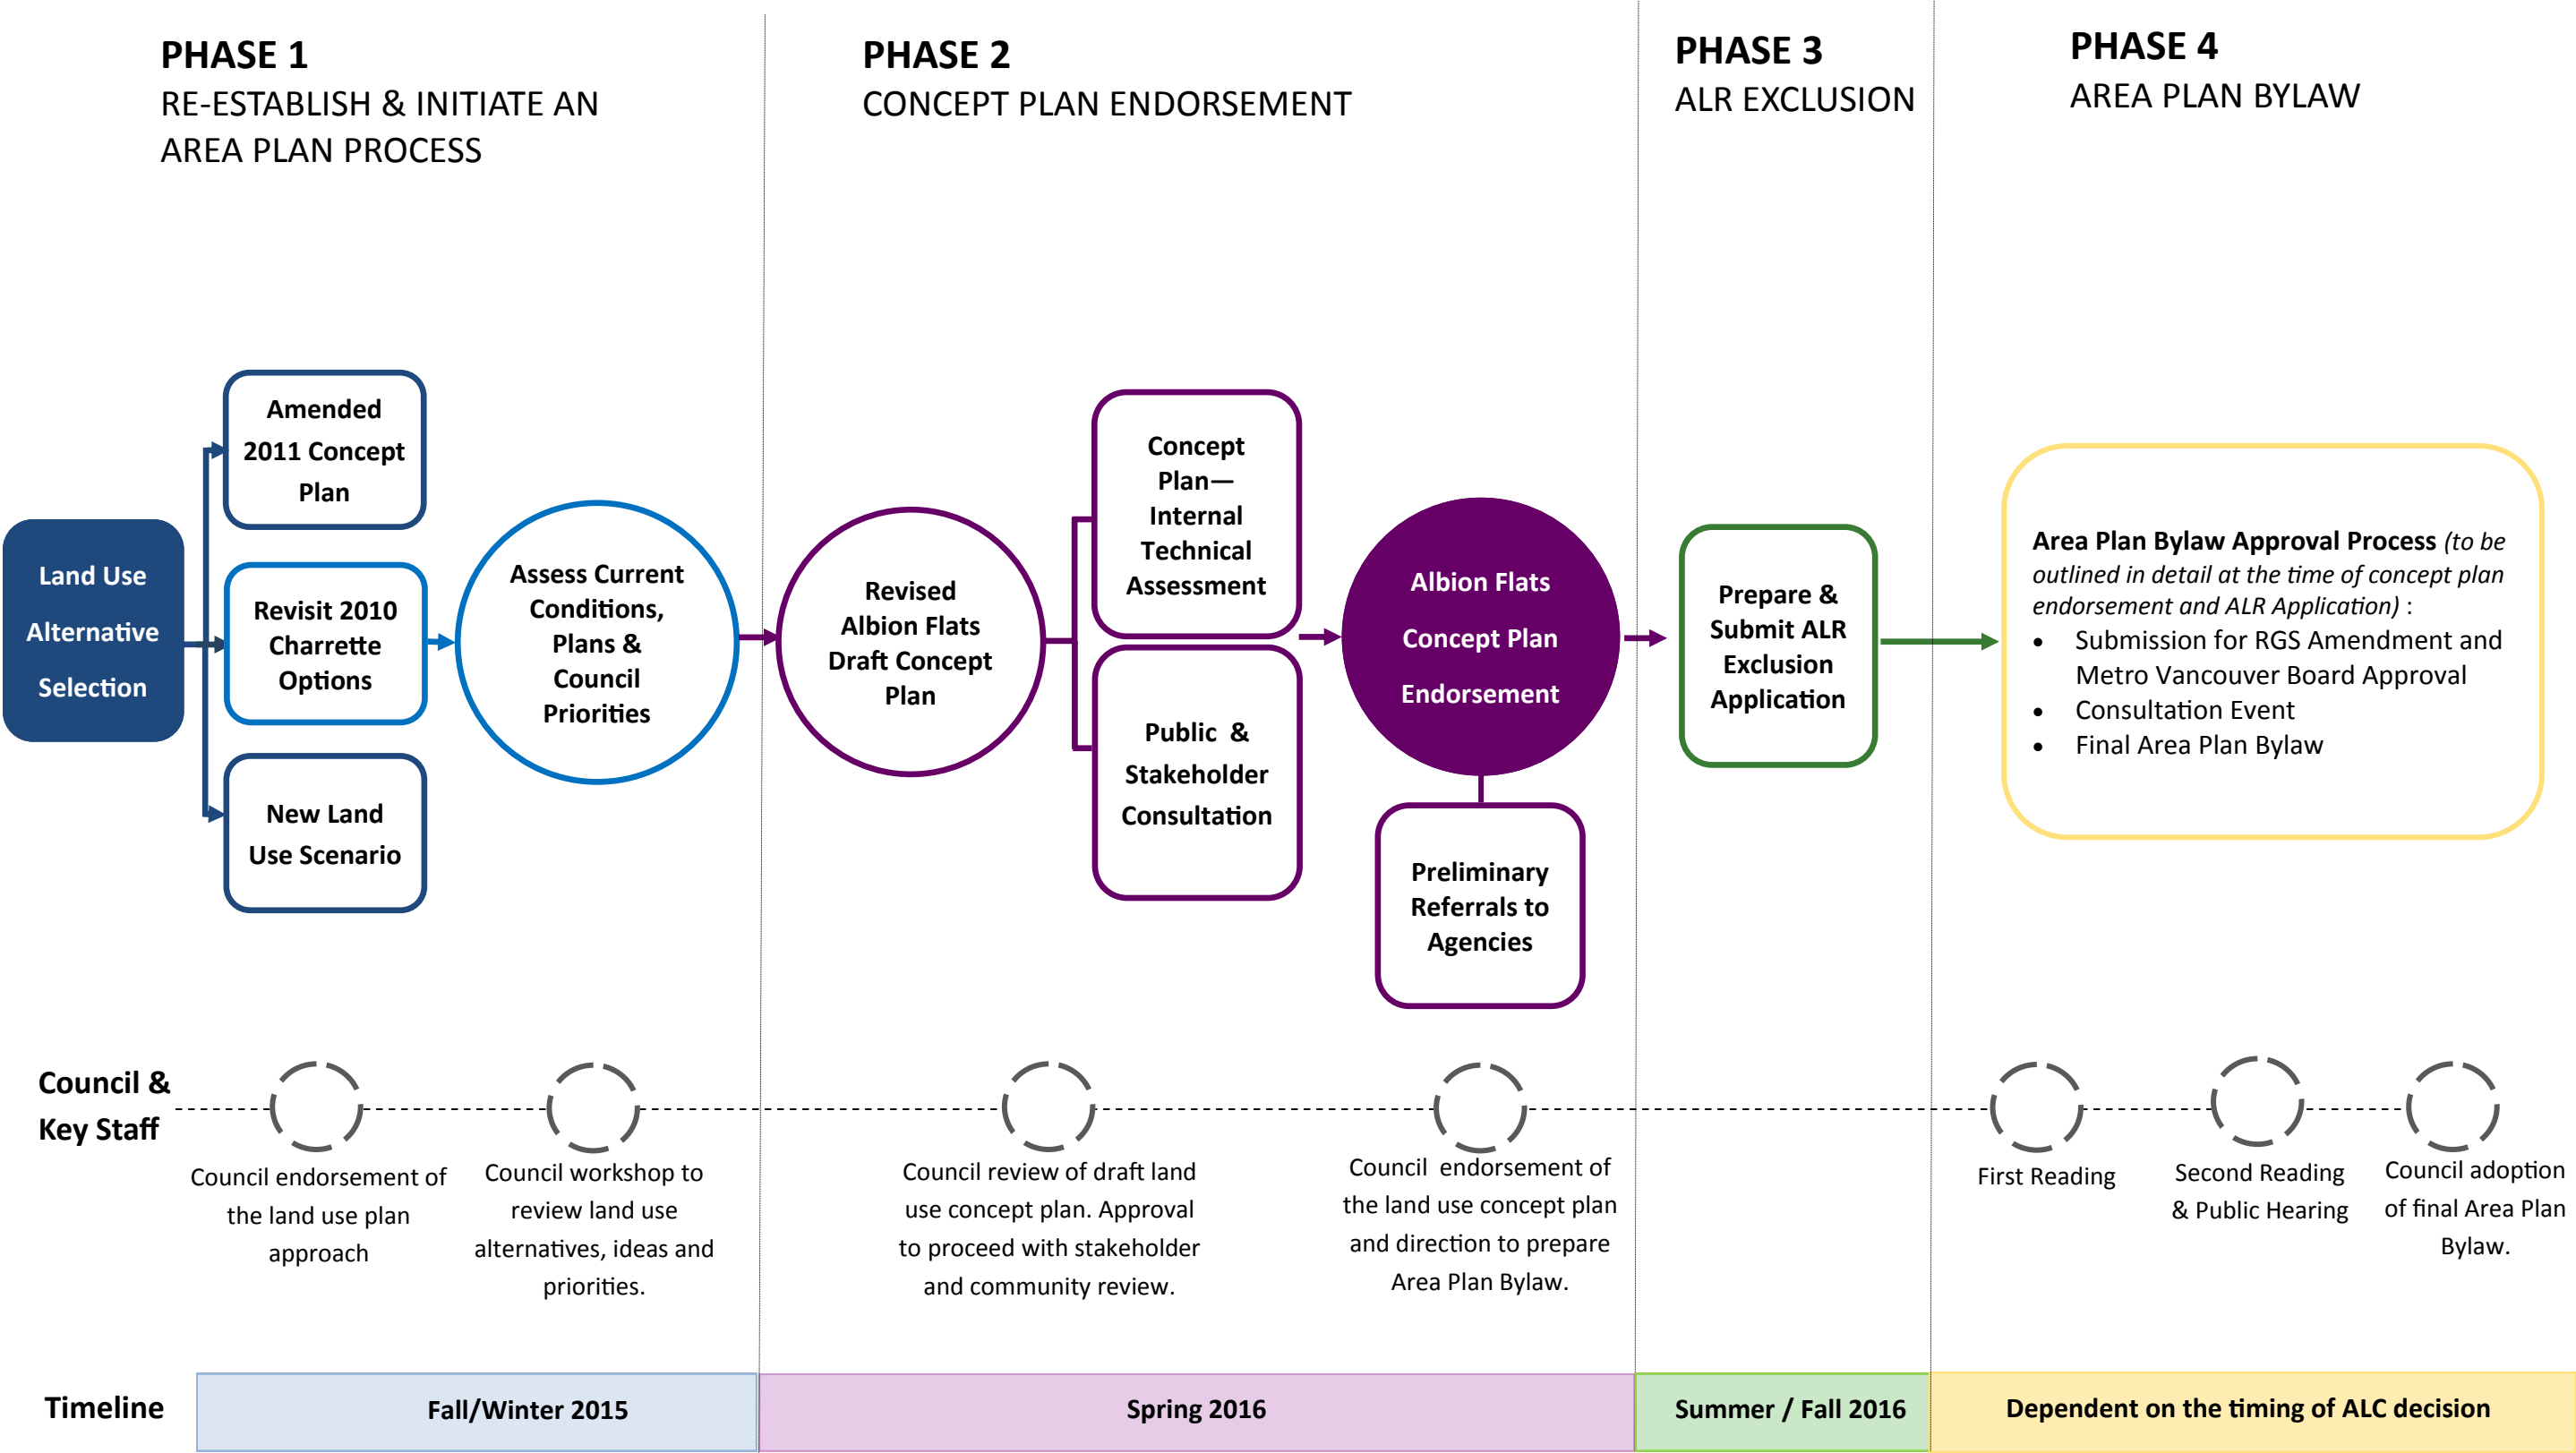 PHASE 1
RE-ESTABLISH & INITIATE AN
AREA PLAN PROCESS
PHASE 2
CONCEPT PLAN ENDORSEMENT
PHASE 3
ALR EXCLUSION
PHASE 4
AREA PLAN BYLAW
Land Use
Alternative
Selection
Amended
2011 Concept
Plan
Revisit 2010
Charrette
Options
New Land
Use Scenario
Assess Current
Conditions,
Plans &
Council
Priorities
Revised
Albion Flats
Draft Concept
Plan
Concept
Plan—
Internal
Technical
Assessment
Public &
Stakeholder
Consultation
Albion Flats
Concept Plan
Endorsement
Preliminary
Referrals to
Agencies
Prepare &
Submit ALR
Exclusion
Application
Area Plan Bylaw Approval Process (to be
outlined in detail at the time of concept plan
endorsement and ALR Application) :
• Submission for RGS Amendment and
Metro Vancouver Board Approval
• Consultation Event
• Final Area Plan Bylaw
Council &
Key Staff
Council endorsement of
the land use plan
approach
Council workshop to
review land use
alternatives, ideas and
priorities.
Council review of draft land
use concept plan. Approval
to proceed with stakeholder
and community review.
Council endorsement of
the land use concept plan
and direction to prepare
Area Plan Bylaw.
First Reading
Second Reading
& Public Hearing
Council adoption
of final Area Plan
Bylaw.
Timeline
Fall/Winter 2015
Spring 2016
Summer / Fall 2016
Dependent on the timing of ALC decision